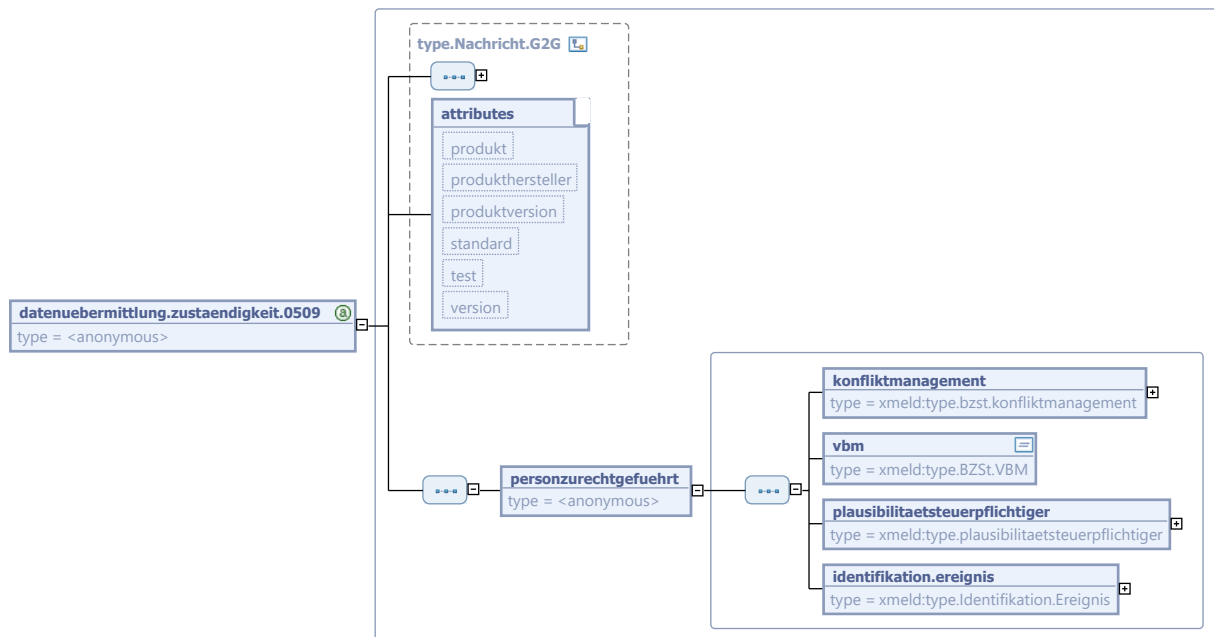 type.Nachricht.G2G
attributes
produkt
produkthersteller
produktversion
standard
test
version
datenuebermittlung.zustaendigkeit.0509
type = <anonymous>
personzurechtgefuehrt
type = <anonymous>
konfliktmanagement
type = xmeld:type.bzst.konfliktmanagement
vbm
type = xmeld:type.BZSt.VBM
plausibilitaetsteuerpflichtiger
type = xmeld:type.plausibilitaetsteuerpflichtiger
identifikation.ereignis
type = xmeld:type.Identifikation.Ereignis